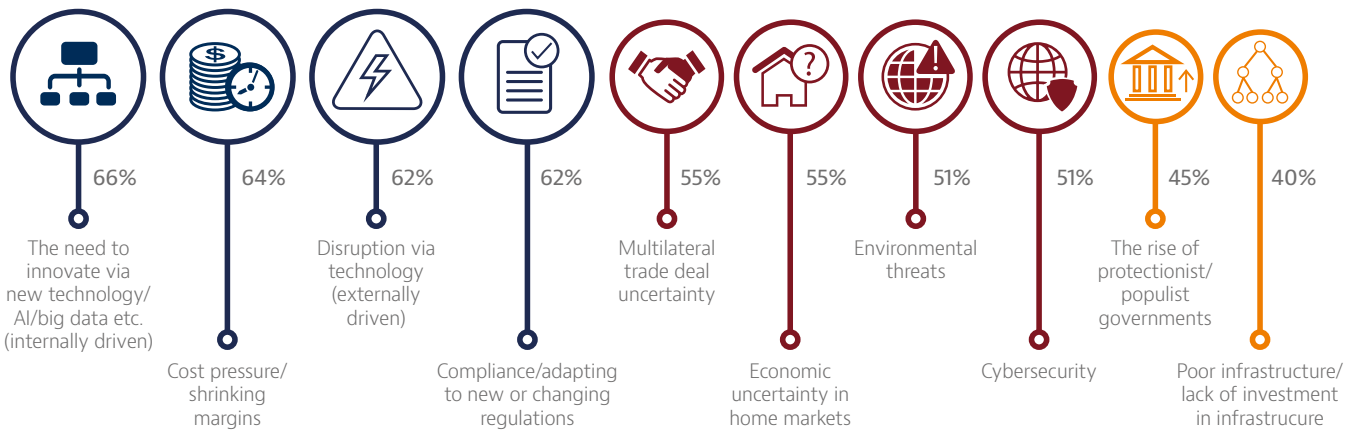 $
?
66%
The need to
innovate via
new technology/
AI/big data etc.
(internally driven)
64%
Cost pressure/
shrinking
margins
62%
Disruption via
technology
(externally
driven)
62%
Compliance/adapting
to new or changing
regulations
55%
Multilateral
trade deal
uncertainty
55%
Economic
uncertainty in
home markets
51%
Environmental
threats
51%
Cybersecurity
45%
The rise of
protectionist/
populist
governments
40%
Poor infrastructure/
lack of investment
in infrastrucure